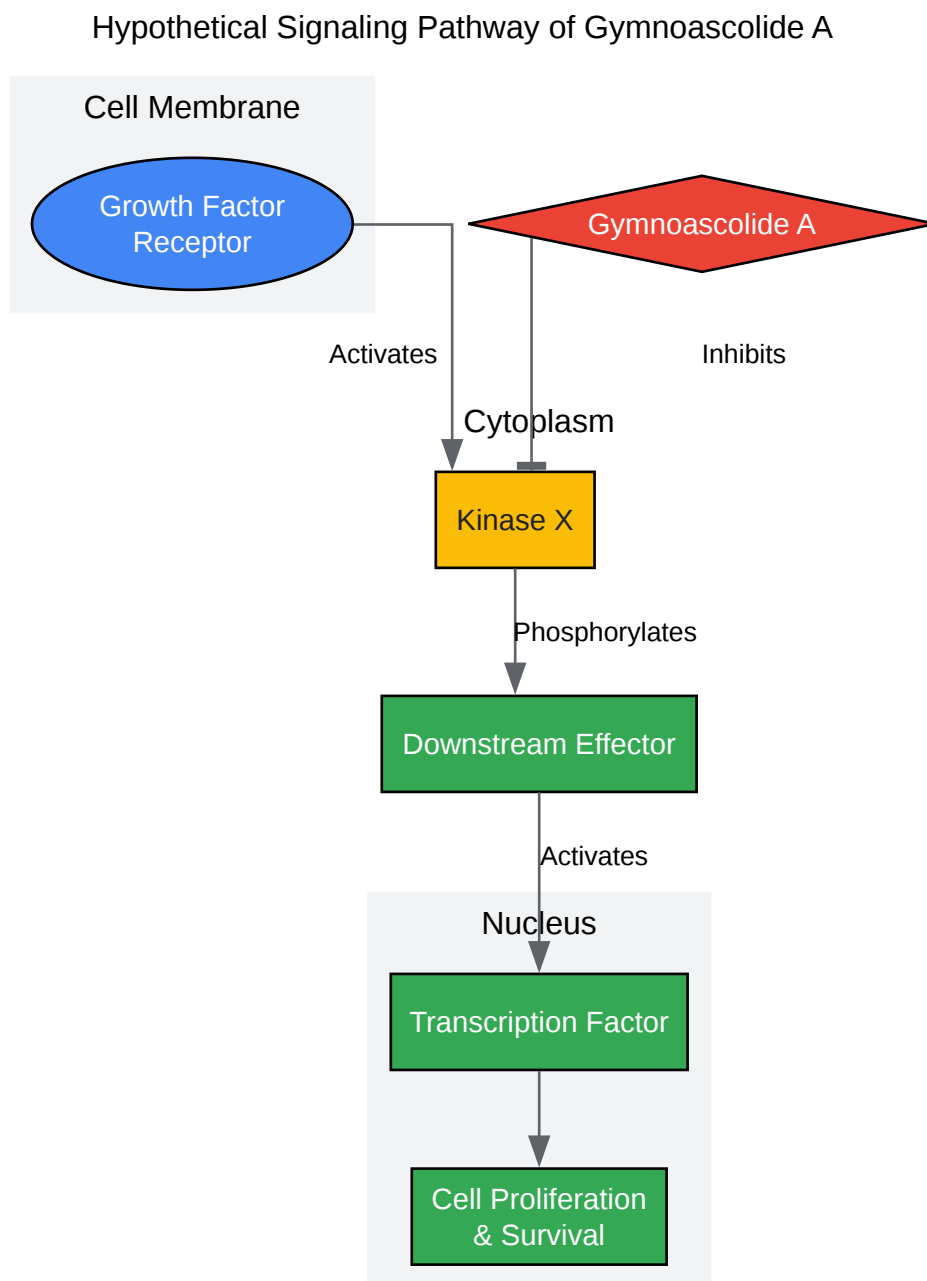 Hypothetical Signaling Pathway of Gymnoascolide A
Cell Membrane
Growth Factor
Receptor
Gymnoascolide A
Activates
Inhibits
Cytoplasm
Kinase X
Phosphorylates
Downstream Effector
Activates
Nucleus
Transcription Factor
Cell Proliferation
& Survival